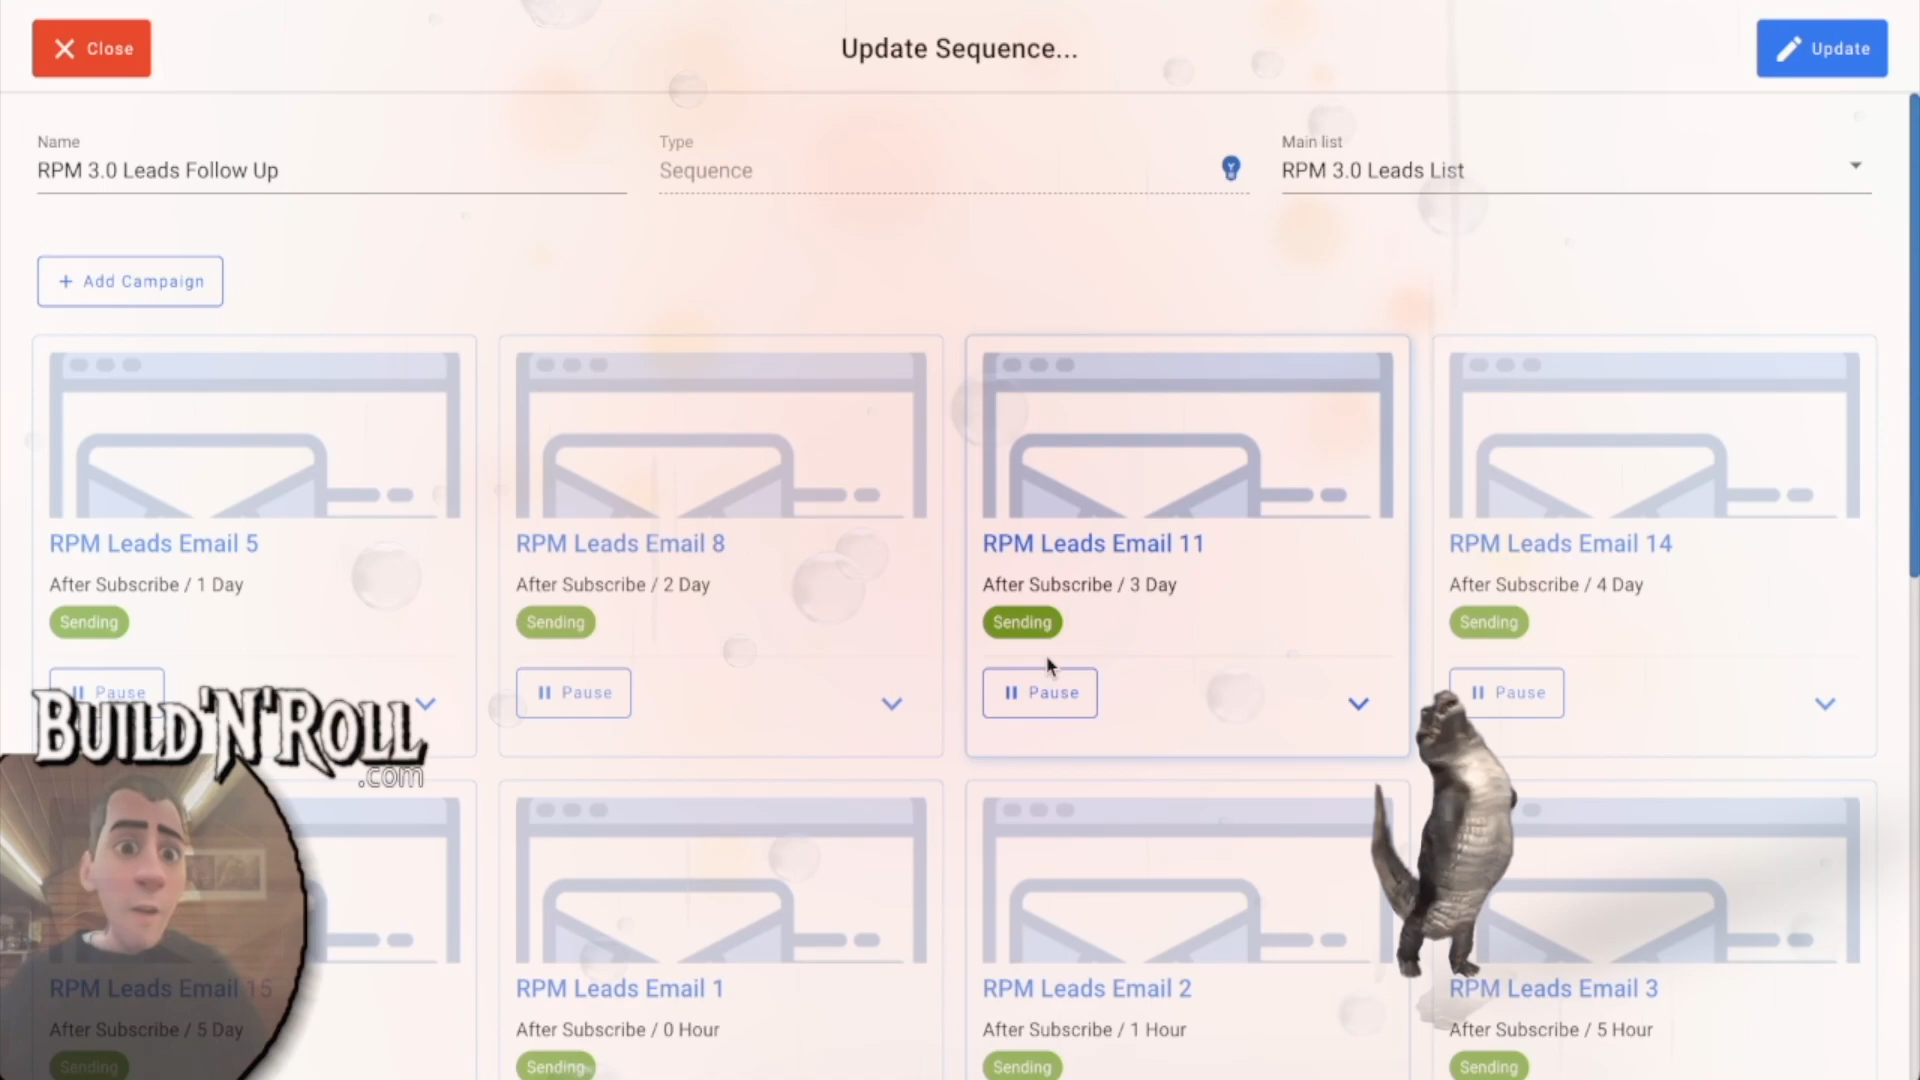 Close
Update Sequence...
Update
Name
RPM 3.0 Leads Follow Up
Type
Sequence
Main list
RPM 3.0 Leads List
+ Add Campaign
RPM Leads Email 5
After Subscribe / 1 Day
Sending
Pause
RPM Leads Email 8
After Subscribe / 2 Day
Sending
Pause
RPM Leads Email 11
After Subscribe / 3 Day
Sending
Pause
RPM Leads Email 14
After Subscribe / 4 Day
Sending
Pause
BUILD'N'ROLL
.com
RPM Leads Email 15
After Subscribe / 5 Day
Sending
RPM Leads Email 1
After Subscribe / 0 Hour
Sending
RPM Leads Email 2
After Subscribe / 1 Hour
Sending
RPM Leads Email 3
After Subscribe / 5 Hour
Sending